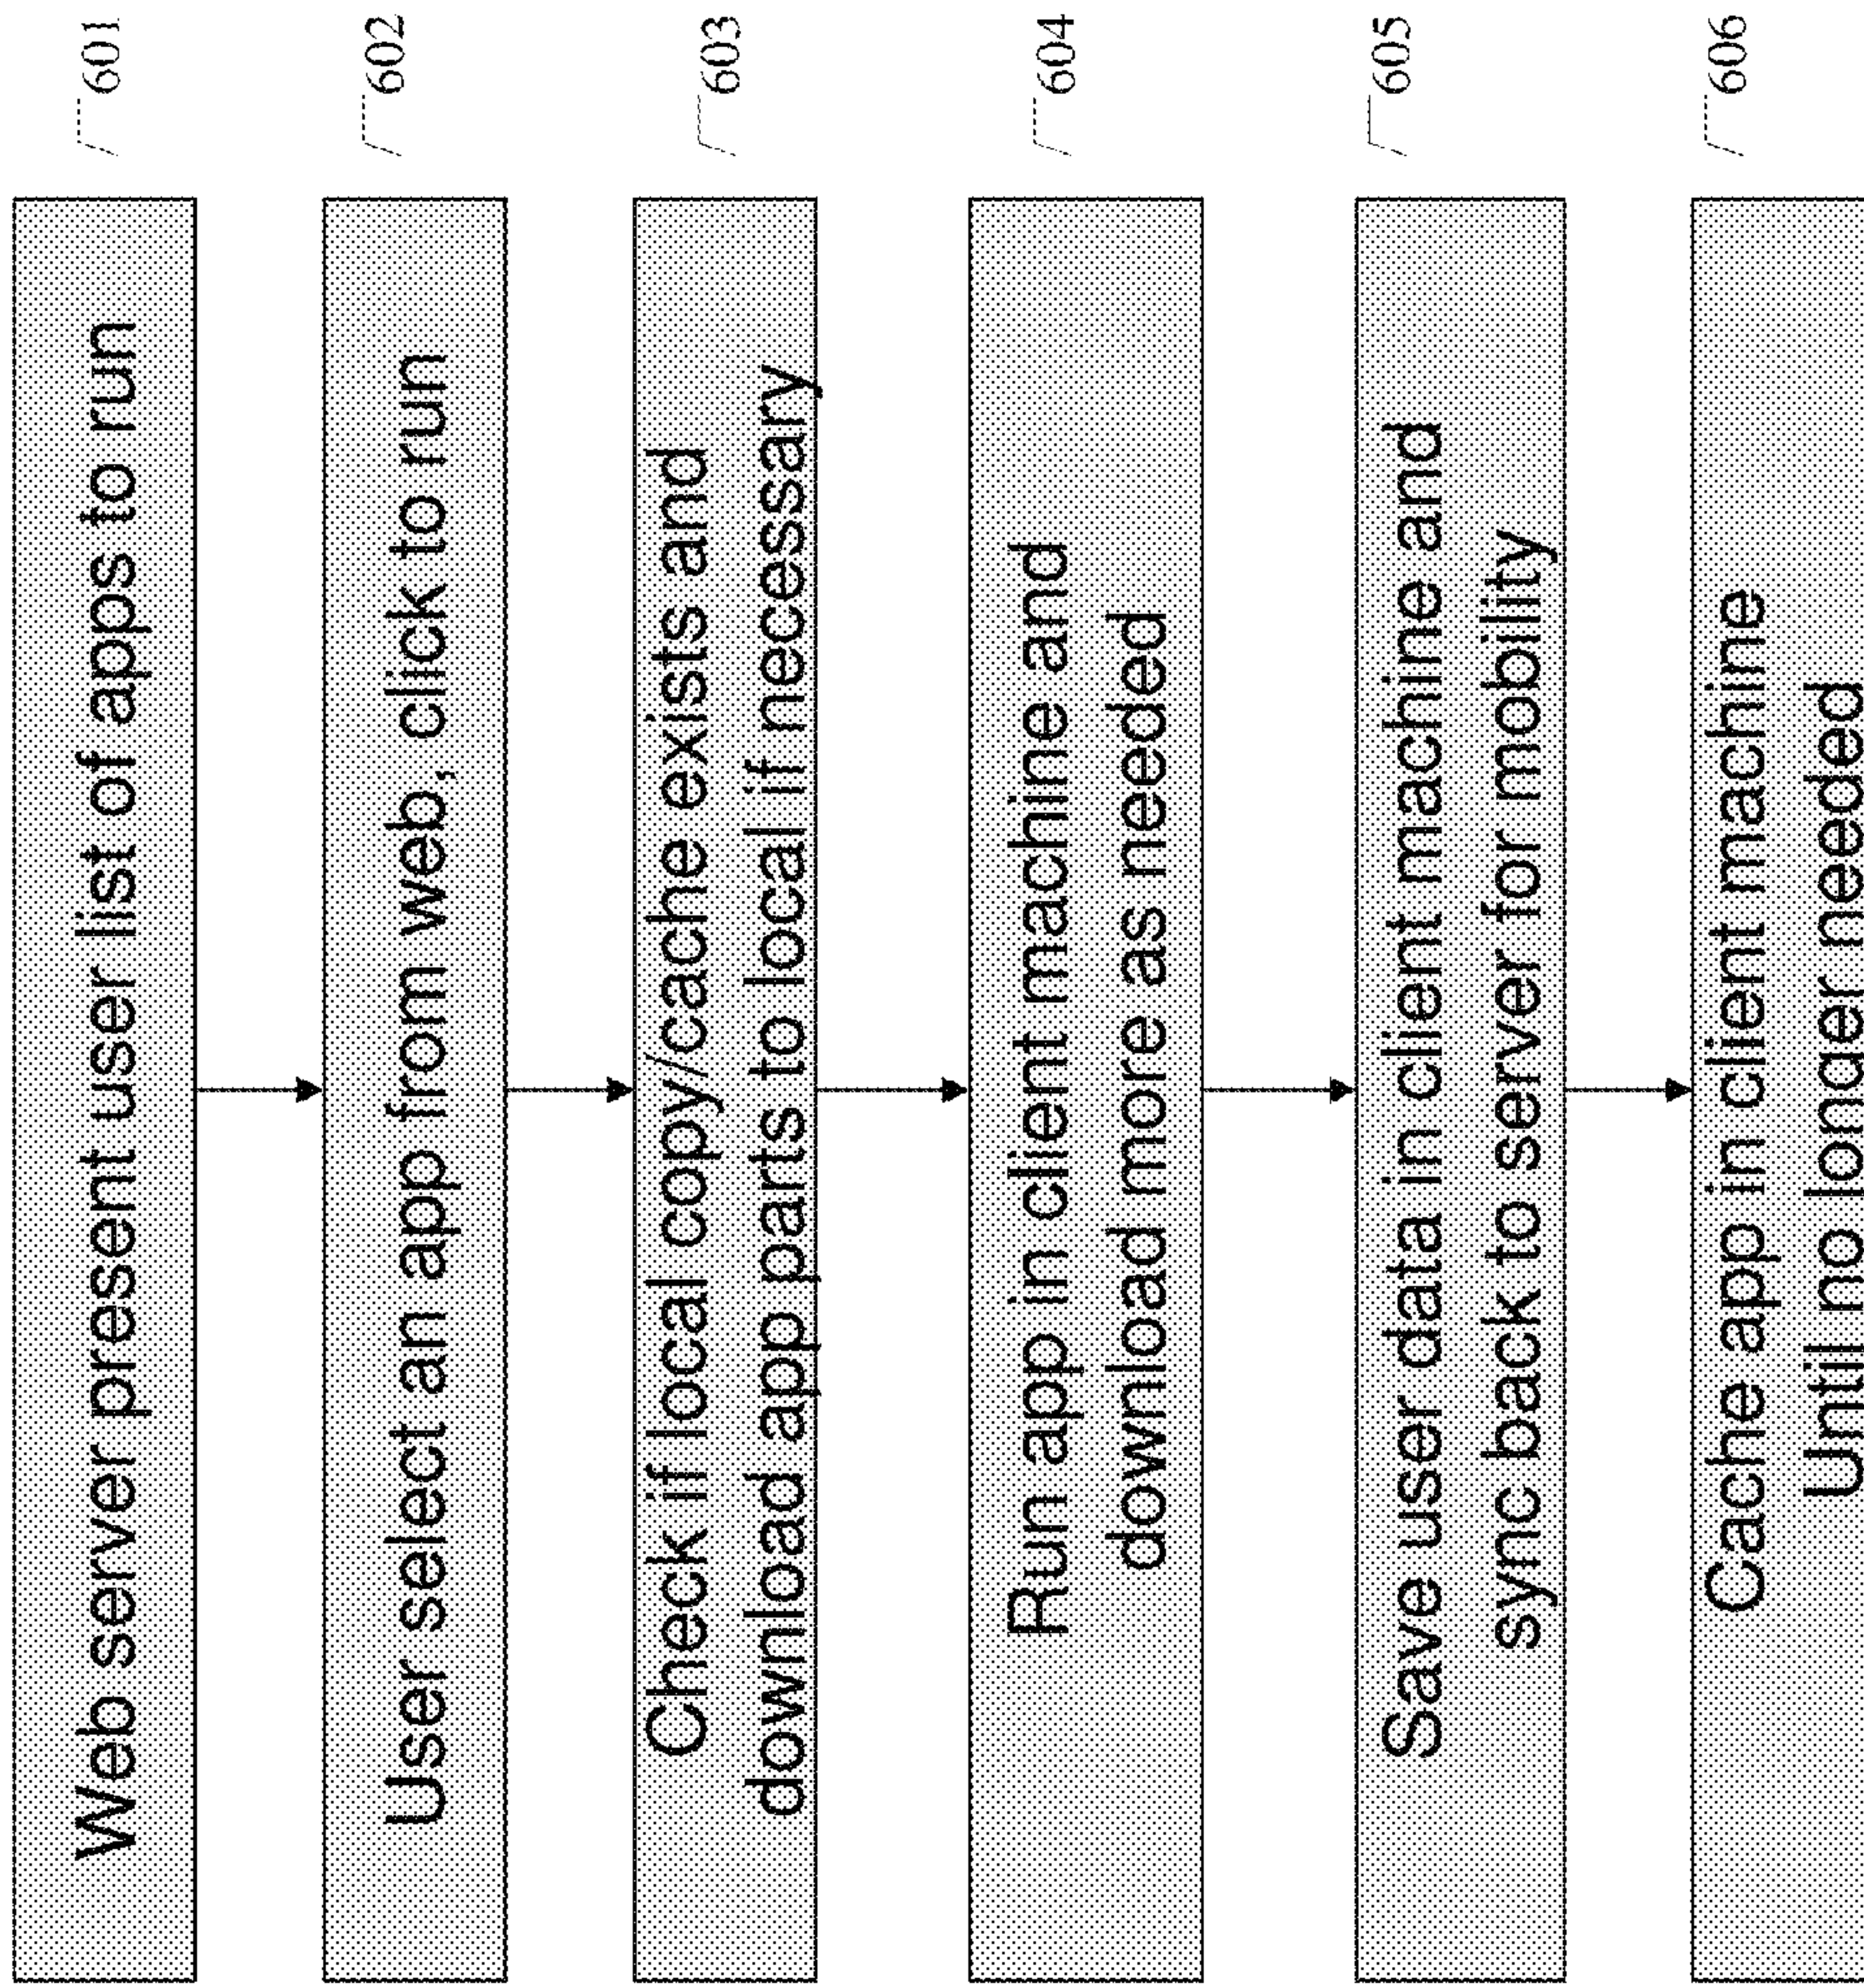 Web server present user list of apps to run
601
User select an app from web, click to run
602
Check if local copy/cache exists and
download app parts to local if necessary
603
Run app in client machine and
download more as needed
604
Save user data in client machine and
sync back to server for mobility
605
Cache app in client machine
Until no longer needed
606